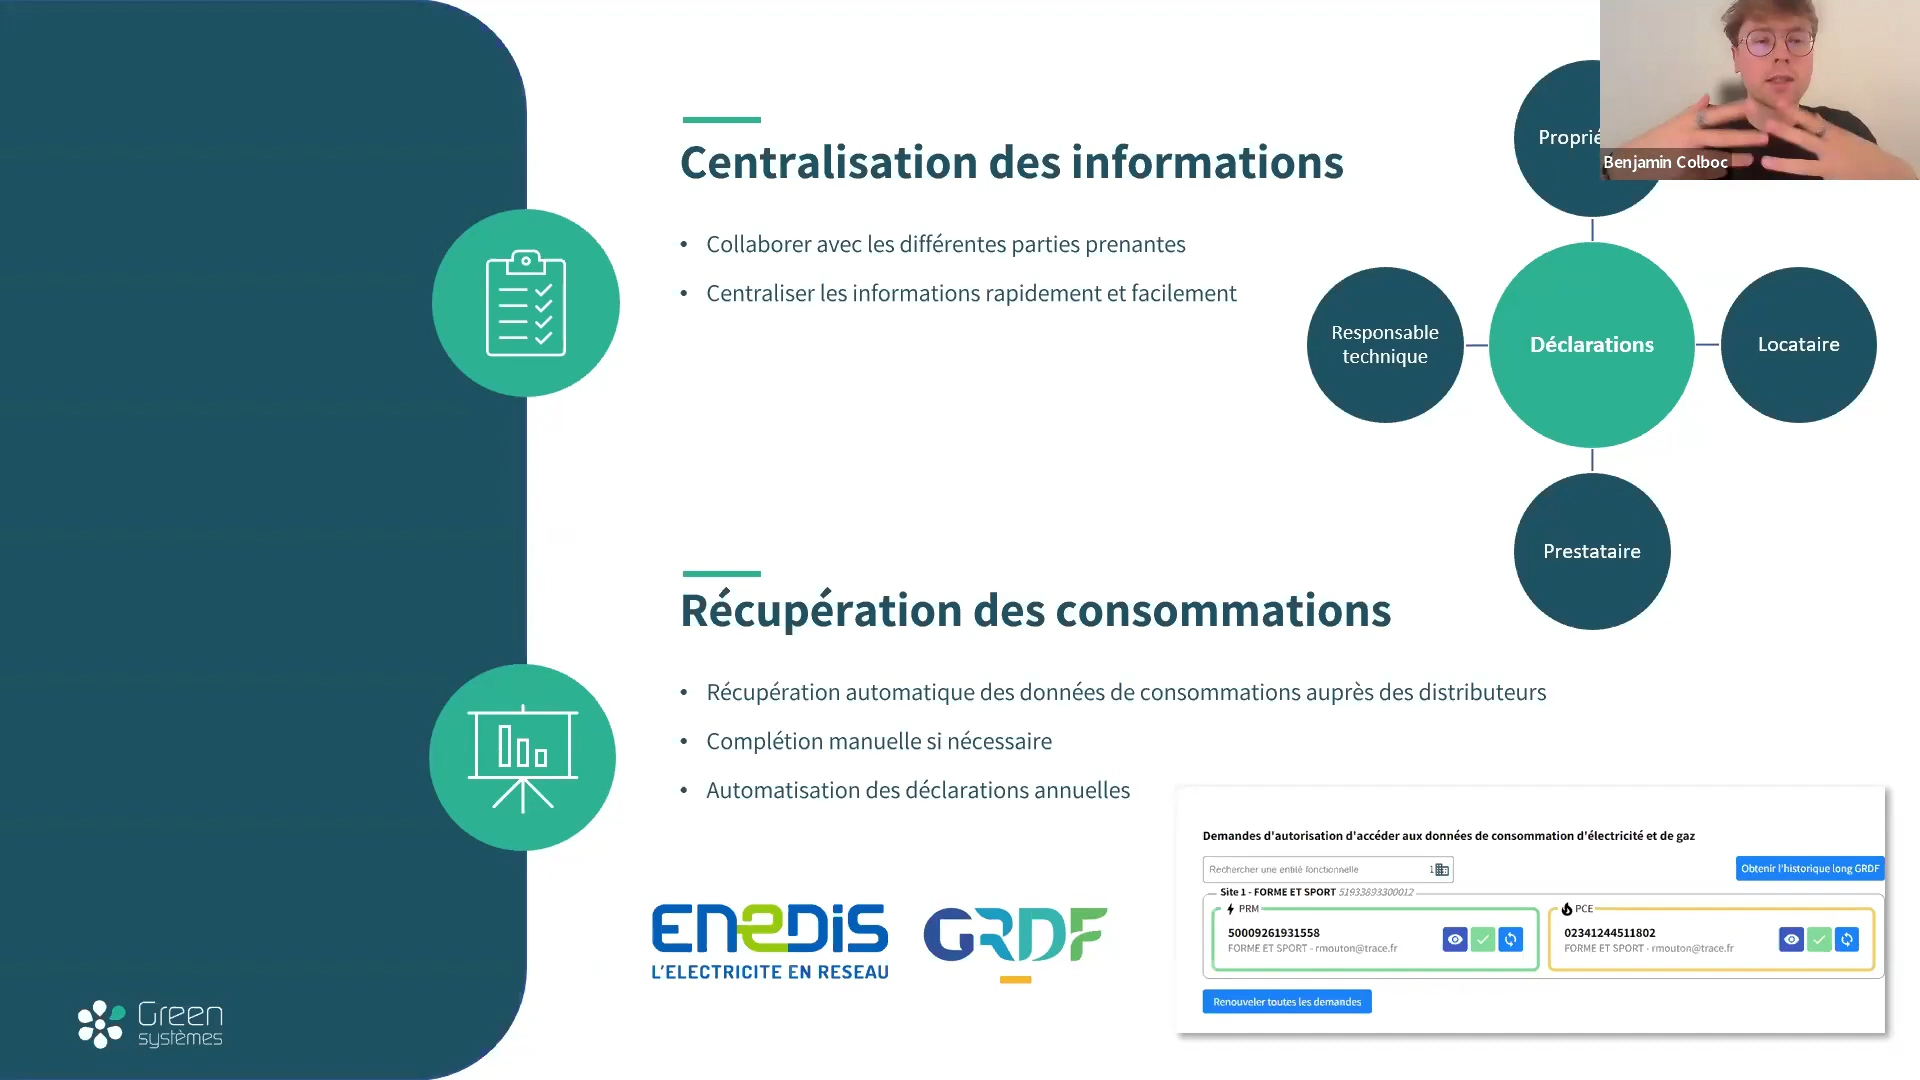 Centralisation des informations
• Collaborer avec les différentes parties prenantes
• Centraliser les informations rapidement et facilement
Benjamin Colboc
Responsable
technique
Déclarations
Locataire
Prestataire
Récupération des consommations
• Récupération automatique des données de consommations auprès des distributeurs
• Complétion manuelle si nécessaire
• Automatisation des déclarations annuelles
ENEDIS
L'ELECTRICITE EN RESEAU
GRDF
Demandes d'autorisation d'accéder aux données de consommation d'électricité et de gaz
Rechercher une entité fonctionnelle
1
Obtenir l'historique long GRDF
Site 1 - FORME ET SPORT 51933893300012
PRM
50009261931558
FORME ET SPORT - rmouton@trace.fr
PCE
02341244511802
FORME ET SPORT - rmouton@trace.fr
Renouveler toutes les demandes
Green
systèmes